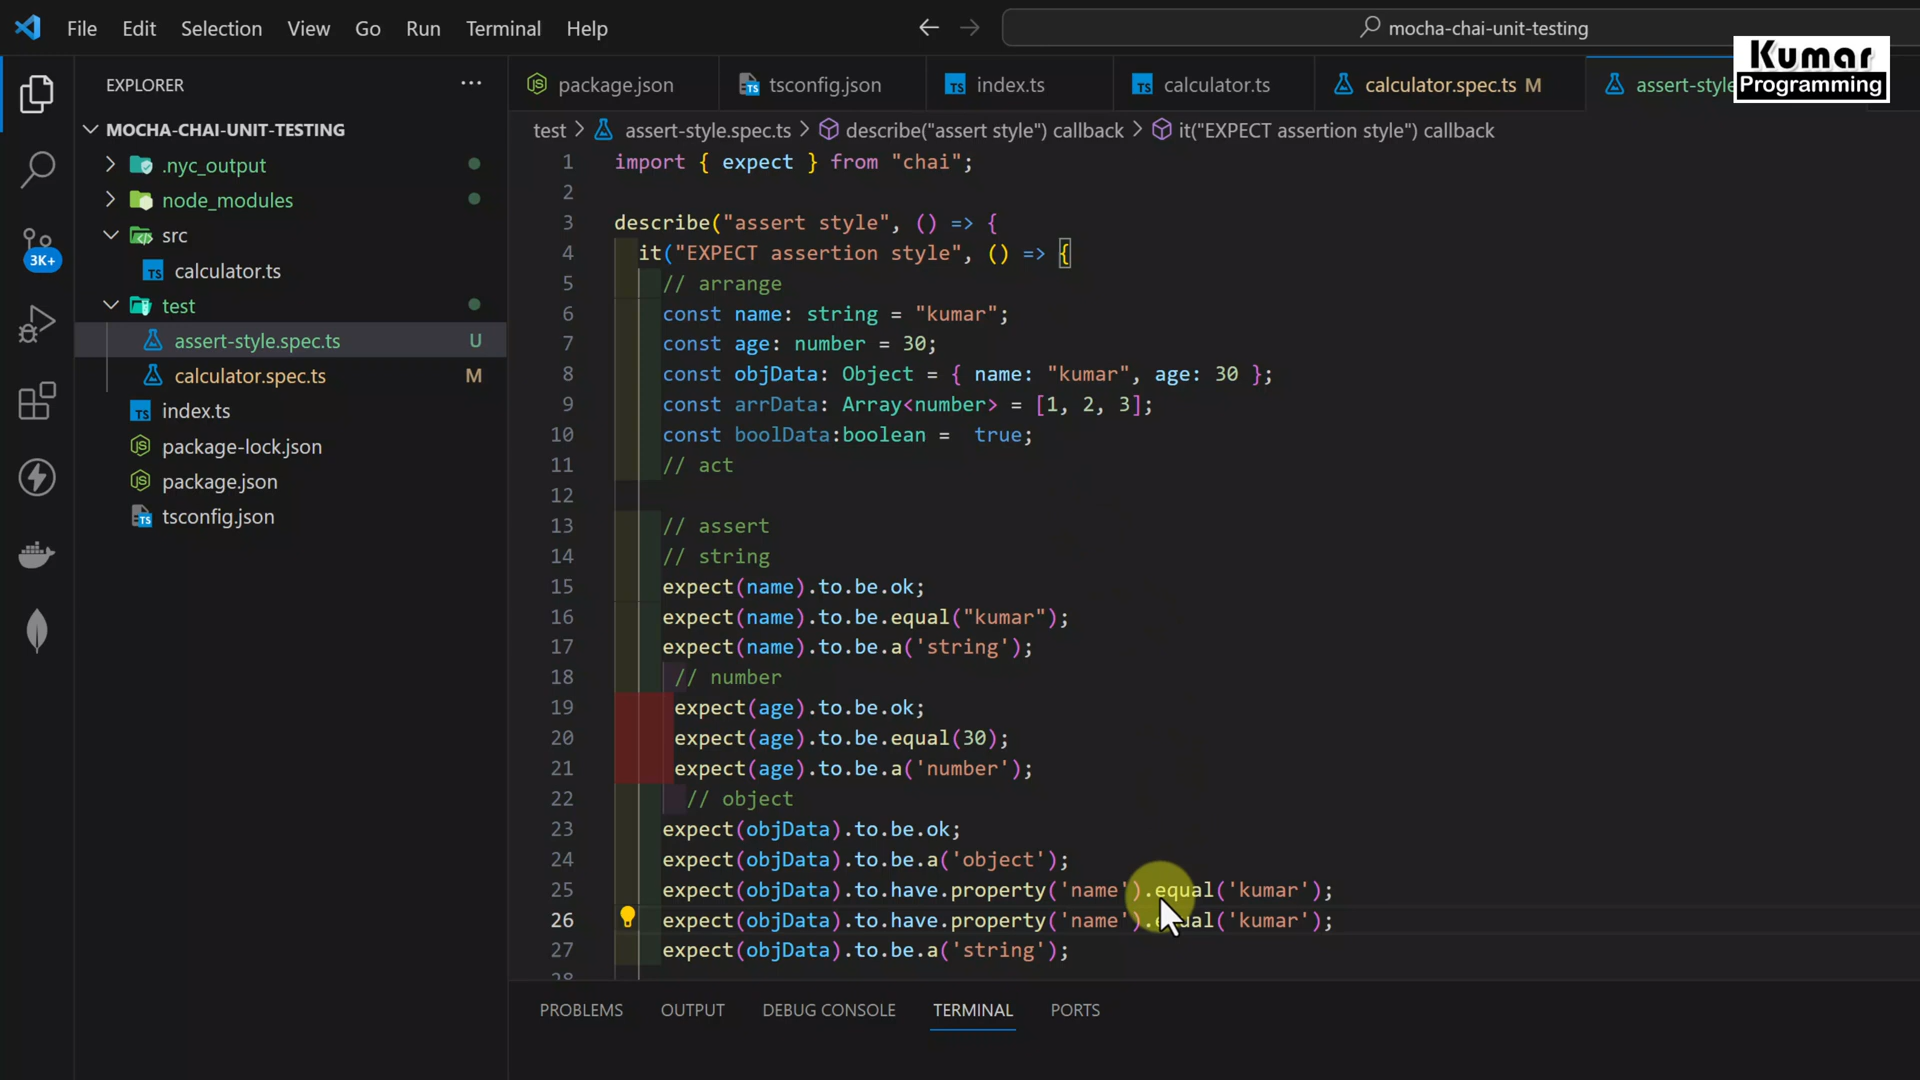 File Edit Selection View Go Run Terminal Help
mocha-chai-unit-testing
Kumar
Programming
EXPLORER
package.json
tsconfig.json
index.ts
calculator.ts
calculator.spec.ts M
assert-style
MOCHA-CHAI-UNIT-TESTING
.nyc_output
node_modules
src
calculator.ts
test
assert-style.spec.ts U
calculator.spec.ts M
index.ts
package-lock.json
package.json
tsconfig.json
3K+
test > assert-style.spec.ts > describe("assert style") callback > it("EXPECT assertion style") callback
1 import { expect } from "chai";
2
3 describe("assert style", () => {
4 it("EXPECT assertion style", () => {
5 // arrange
6 const name: string = "kumar";
7 const age: number = 30;
8 const objData: Object = { name: "kumar", age: 30 };
9 const arrData: Array<number> = [1, 2, 3];
10 const boolData:boolean =  true;
11 // act
12
13 // assert
14 // string
15 expect(name).to.be.ok;
16 expect(name).to.be.equal("kumar");
17 expect(name).to.be.a('string');
18 // number
19 expect(age).to.be.ok;
20 expect(age).to.be.equal(30);
21 expect(age).to.be.a('number');
22 // object
23 expect(objData).to.be.ok;
24 expect(objData).to.be.a('object');
25 expect(objData).to.have.property('name').equal('kumar');
26 expect(objData).to.have.property('name').equal('kumar');
27 expect(objData).to.be.a('string');
28
PROBLEMS OUTPUT DEBUG CONSOLE TERMINAL PORTS